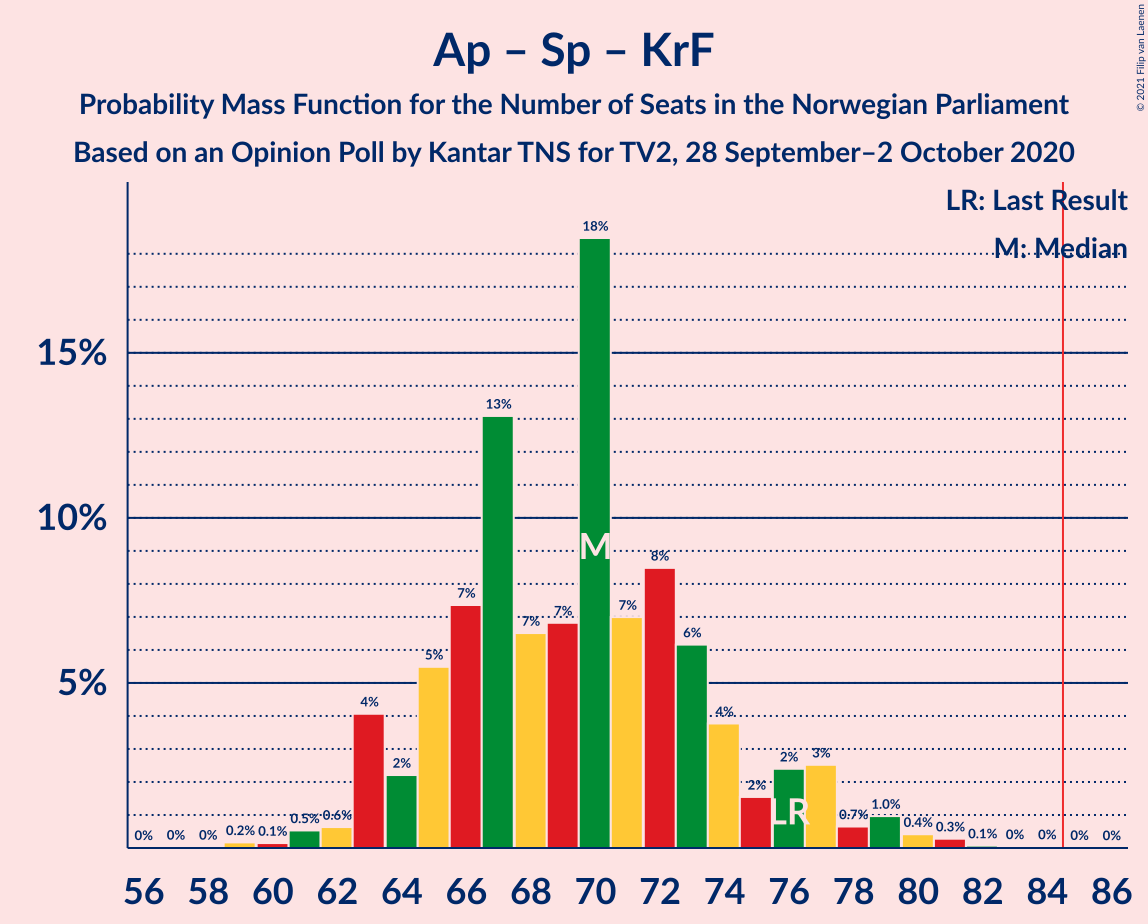 Ap – Sp – KrF
Probability Mass Function for the Number of Seats in the Norwegian Parliament
Based on an Opinion Poll by Kantar TNS for TV2, 28 September–2 October 2020
© 2021 Filip van Laenen
LR: Last Result
M: Median
15%
10%
5%
0% 0% 0% 0.2% 0.1% 0.5% 0.6% 4% 2% 5% 7% 13% 7% 7% 18% 7% 8% 6% 4% 2% 2% 3% 0.7% 1.0% 0.4% 0.3% 0.1% 0% 0% 0% 0%
M
LR
56 58 60 62 64 66 68 70 72 74 76 78 80 82 84 86